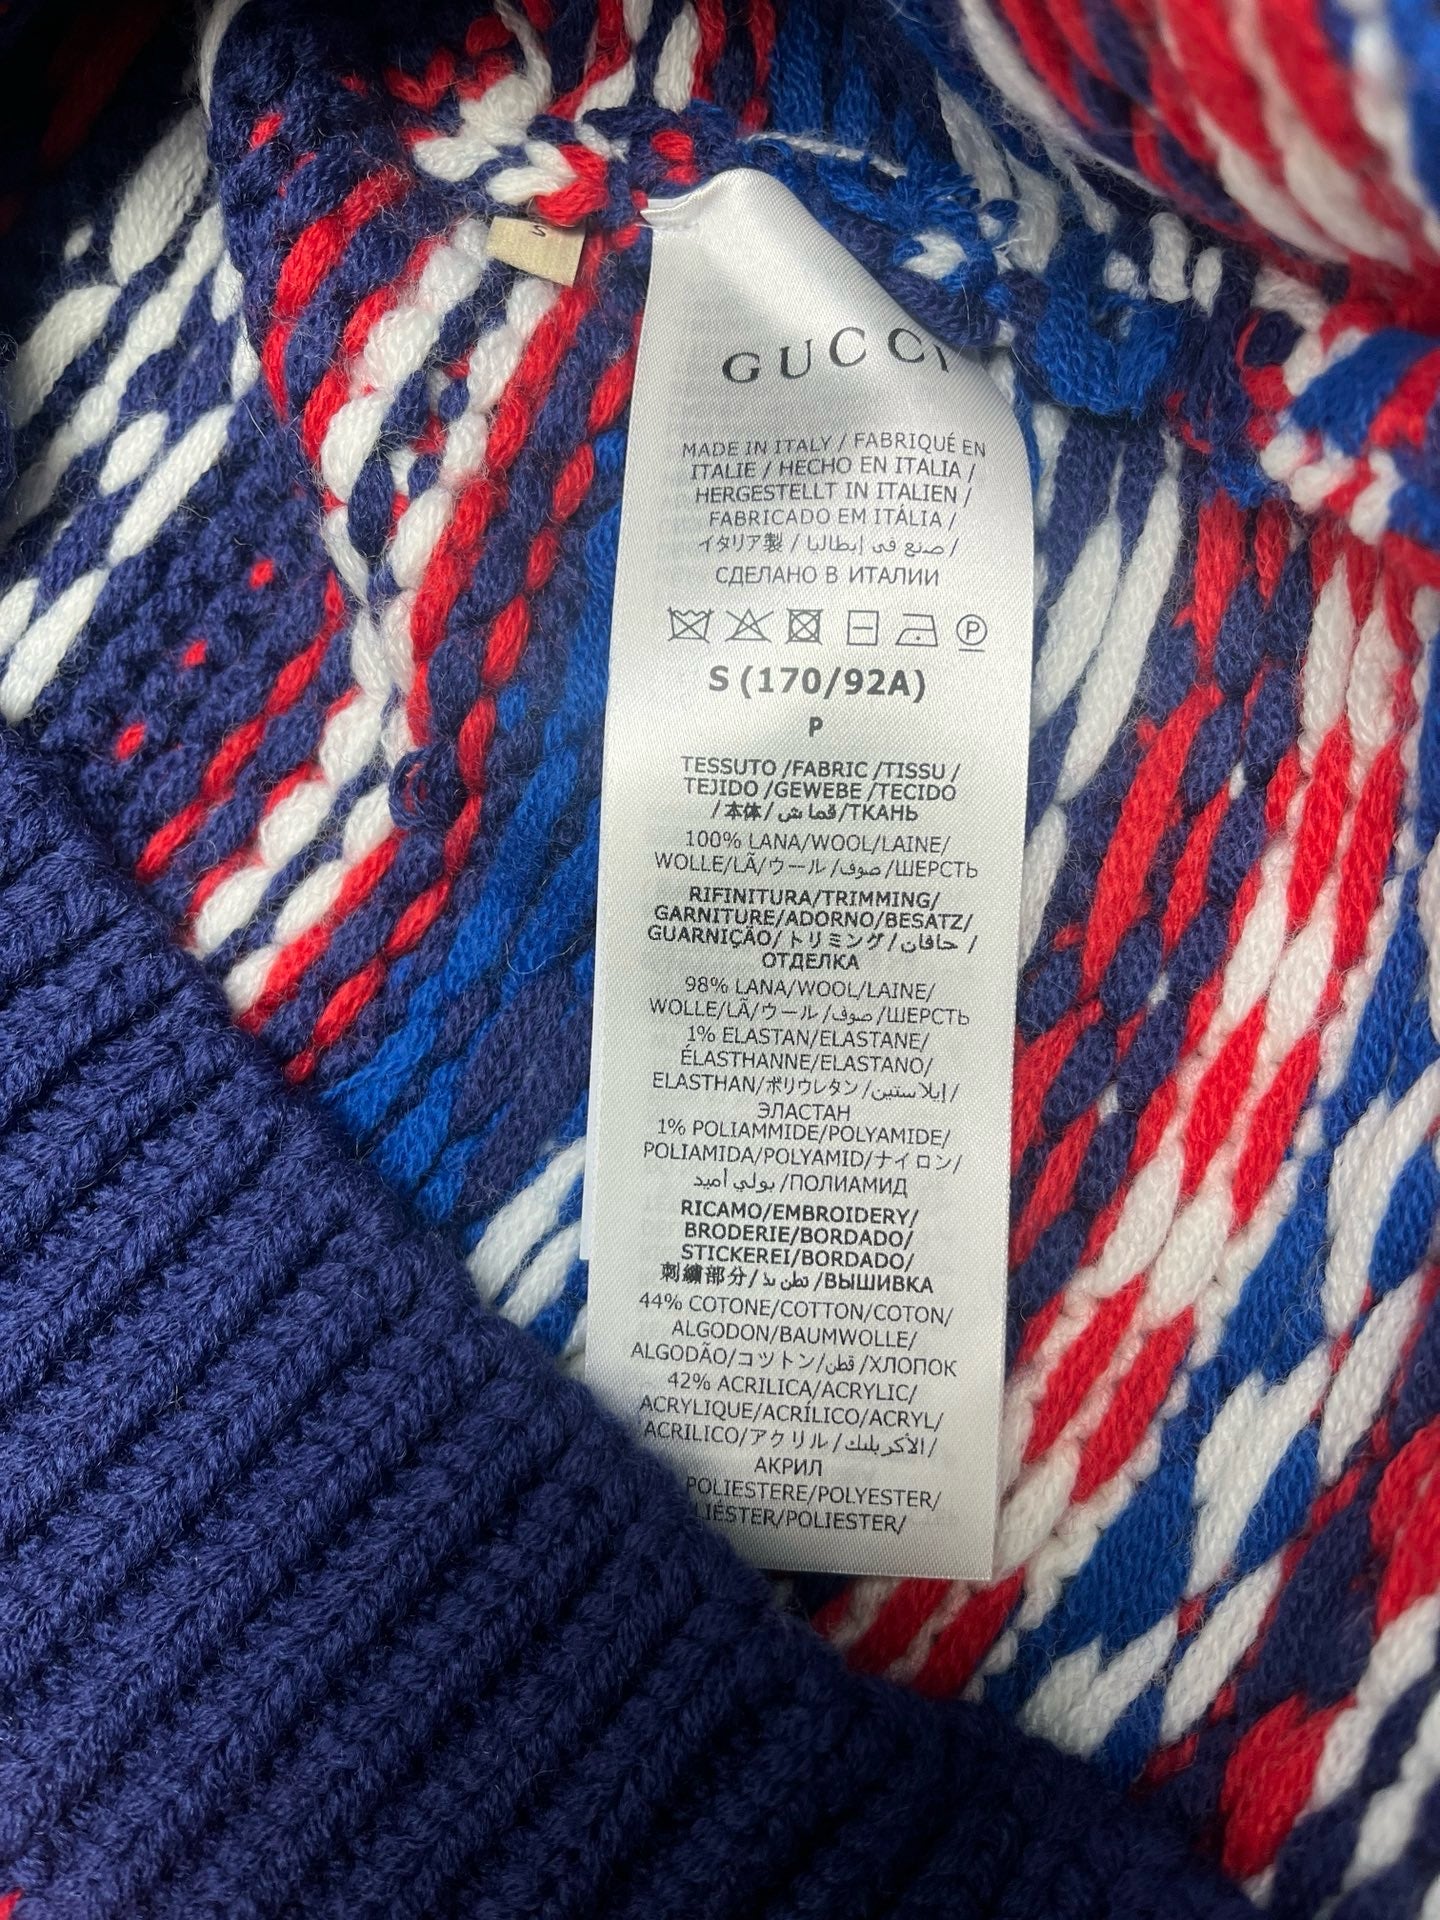 S
GUCCI
MADE IN ITALY / FABRIQUÉ EN
ITALIE / HECHO EN ITALIA /
HERGESTELLT IN ITALIEN /
FABRICADO EM ITÁLIA /
イタリア製 / صنع في إيطاليا /
СДЕЛАНО В ИТАЛИИ
P
S (170/92A)
P
TESSUTO /FABRIC /TISSU /
TEJIDO /GEWEBE /TECIDO
/本体/ قماش /ТКАНЬ
100% LANA/WOOL/LAINE/
WOLLE/LÃ/ウール /صوف/ШЕРСТЬ
RIFINITURA/TRIMMING/
GARNITURE/ADORNO/BESATZ/
GUARNIÇÃO/トリミング/ حافان /
ОТДЕЛКА
98% LANA/WOOL/LAINE/
WOLLE/LÃ/ウール /صوف/ШЕРСТЬ
1% ELASTAN/ELASTANE/
ÉLASTHANNE/ELASTANO/
ELASTHAN/ポリウレタン /إيلاستين/
ЭЛАСТАН
1% POLIAMMIDE/POLYAMIDE/
POLIAMIDA/POLYAMID/ナイロン/
بولي أميد /ПОЛИАМИД
RICAMO/EMBROIDERY/
BRODERIE/BORDADO/
STICKEREI/BORDADO/
刺繍部分/ تطن يذ /ВЫШИВКА
44% COTONE/COTTON/COTON/
ALGODON/BAUMWOLLE/
ALGODÃO/コットン/قطن /ХЛОПОК
42% ACRILICA/ACRYLIC/
ACRYLIQUE/ACRÍLICO/ACRYL/
ACRILICO/アクリル /الأكريليك/
АКРИЛ
POLIESTERE/POLYESTER/
LIÉSTER/POLIESTER/